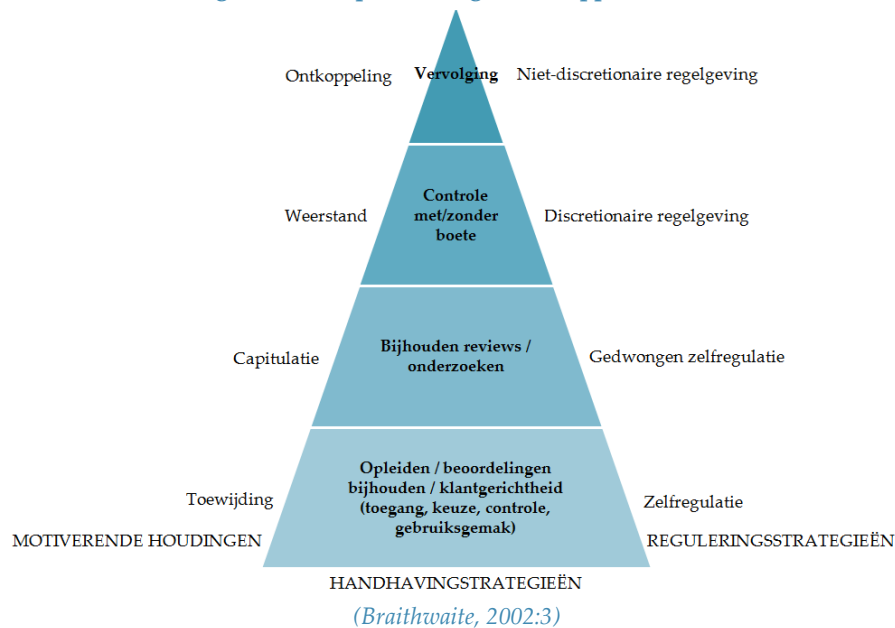 Ontkoppeling Vervolging Niet-discretionaire regelgeving
Weerstand
Controle
met/zonder
boete
Discretionaire regelgeving
Capitulatie
Bijhouden reviews /
onderzoeken
Gedwongen zelfregulatie
Toewijding
Opleiden / beoordelingen
bijhouden / klantgerichtheid
(toegang, keuze, controle,
gebruiksgemak)
Zelfregulatie
MOTIVERENDE HOUDINGEN
REGULERINGSSTRATEGIEËN
HANDHAVINGSTRATEGIEËN
(Braithwaite, 2002:3)